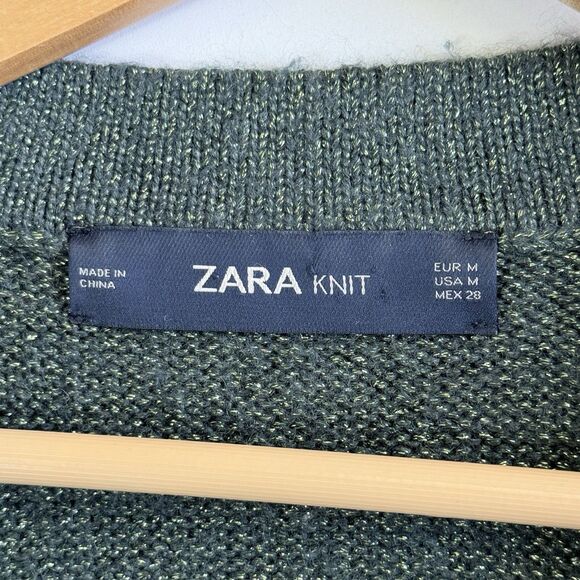 MADE IN
CHINA
ZARA KNIT
EUR M
USA M
MEX 28